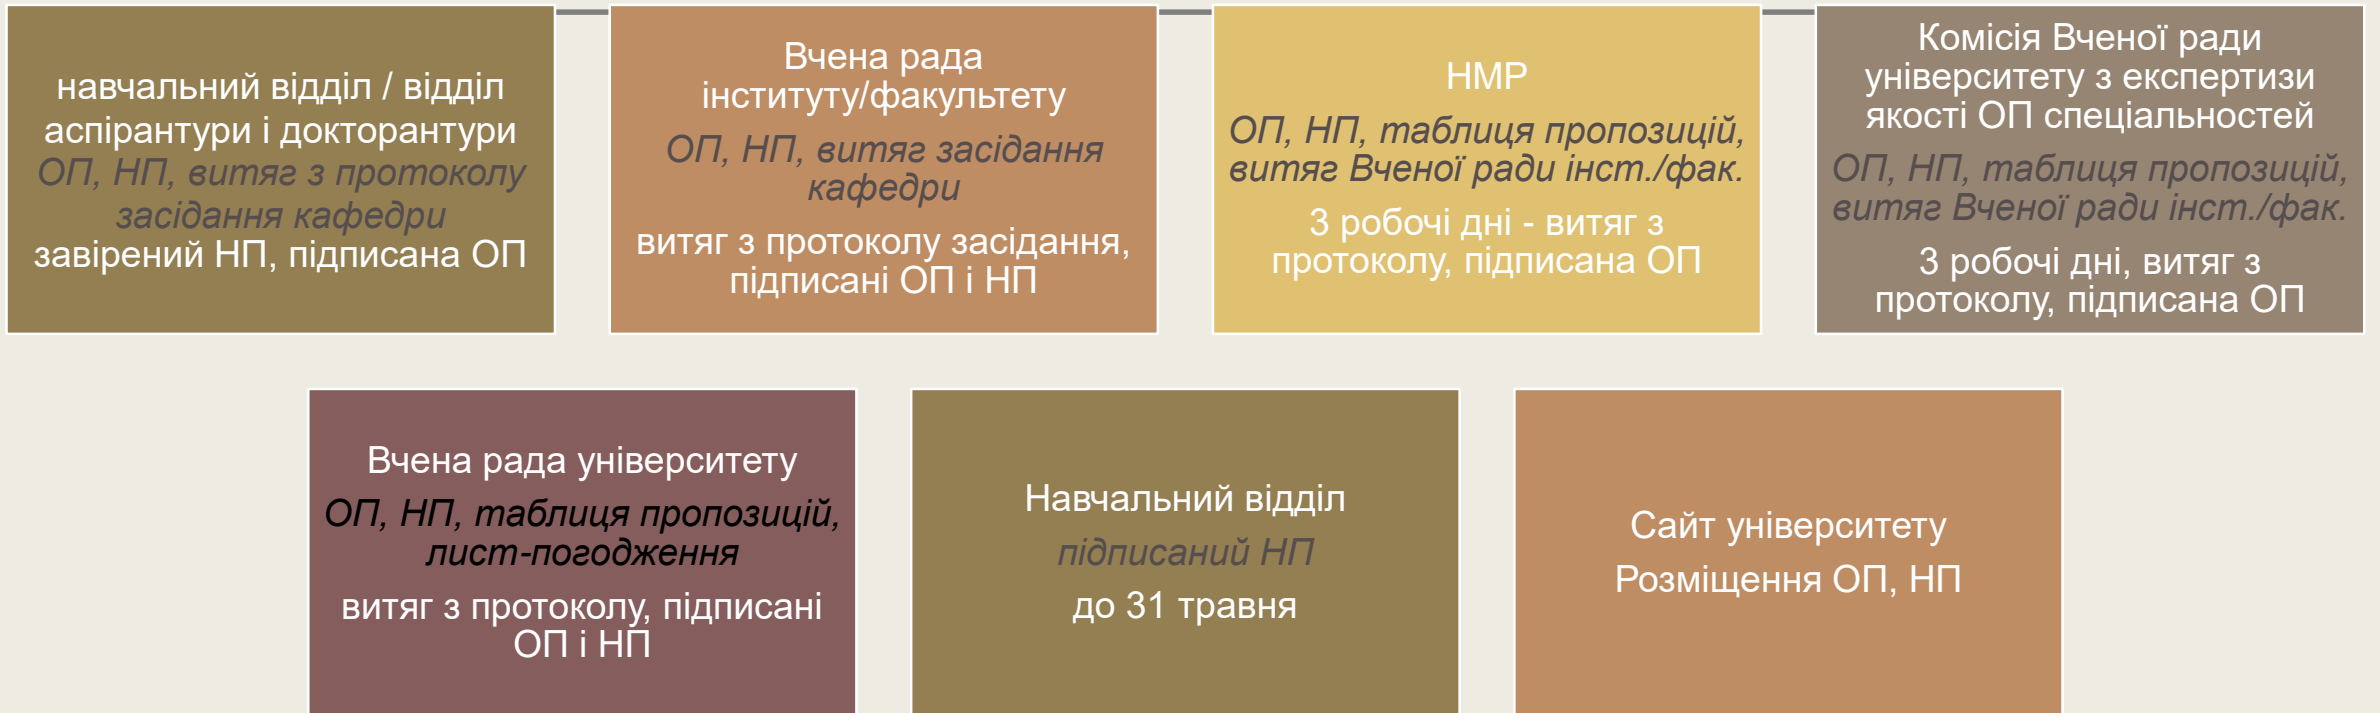 навчальний відділ / відділ
аспірантури і докторантури
ОП, НП, витяг з протоколу
засідання кафедри
завірений НП, підписана ОП
Вчена рада
інституту/факультету
ОП, НП, витяг засідання
кафедри
витяг з протоколу засідання,
підписані ОП і НП
НМР
ОП, НП, таблиця пропозицій,
витяг Вченої ради інст./фак.
3 робочі дні - витяг з
протоколу, підписана ОП
Комісія Вченої ради
університету з експертизи
якості ОП спеціальностей
ОП, НП, таблиця пропозицій,
витяг Вченої ради інст./фак.
3 робочі дні, витяг з
протоколу, підписана ОП
Вчена рада університету
ОП, НП, таблиця пропозицій,
лист-погодження
витяг з протоколу, підписані
ОП і НП
Навчальний відділ
підписаний НП
до 31 травня
Сайт університету
Розміщення ОП, НП